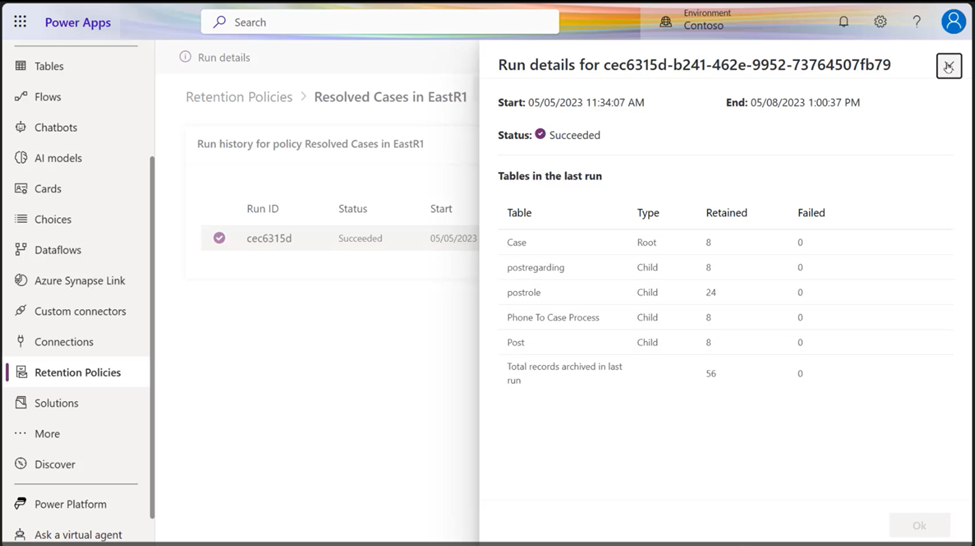 Power Apps
Search
Environment
Contoso
?
Tables
Flows
Chatbots
AI models
Cards
Choices
Dataflows
Azure Synapse Link
Custom connectors
Connections
Retention Policies
Solutions
More
Discover
Power Platform
Ask a virtual agent
Run details
Retention Policies > Resolved Cases in EastR1
Run history for policy Resolved Cases in EastR1
Run ID Status Start
cec6315d Succeeded 05/05/2023
Run details for cec6315d-b241-462e-9952-73764507fb79
Start: 05/05/2023 11:34:07 AM End: 05/08/2023 1:00:37 PM
Status: Succeeded
Tables in the last run
Table Type Retained Failed
Case Root 8 0
postregarding Child 8 0
postrole Child 24 0
Phone To Case Process Child 8 0
Post Child 8 0
Total records archived in last
run 56 0
Ok